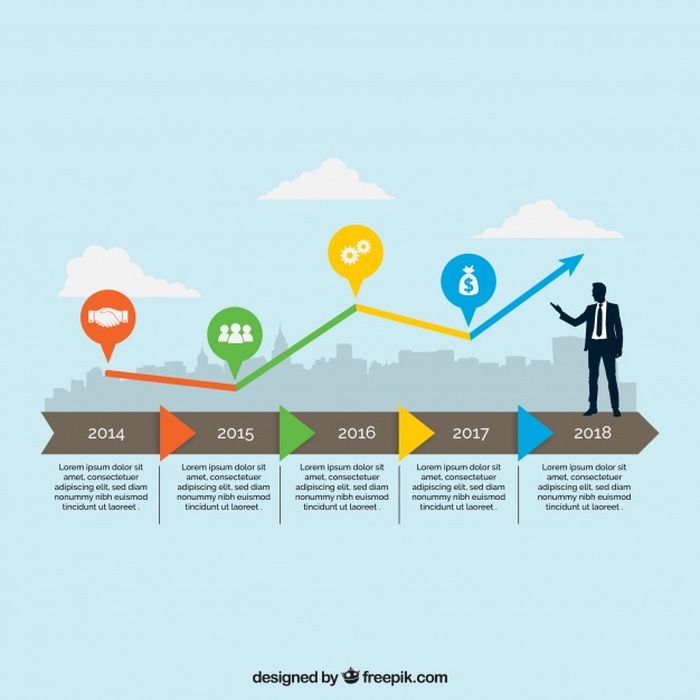 $
2014
2015
2016
2017
2018
Lorem ipsum dolor sit
amet, consectetuer
adipiscing elit, sed diam
nonummy nibh euismod
tincidunt ut laoreet .
Lorem ipsum dolor sit
amet, consectetuer
adipiscing elit, sed diam
nonummy nibh euismod
tincidunt ut laoreet .
Lorem ipsum dolor sit
amet, consectetuer
adipiscing elit, sed diam
nonummy nibh euismod
tincidunt ut laoreet .
Lorem ipsum dolor sit
amet, consectetuer
adipiscing elit, sed diam
nonummy nibh euismod
tincidunt ut laoreet .
Lorem ipsum dolor sit
amet, consectetuer
adipiscing elit, sed diam
nonummy nibh euismod
tincidunt ut laoreet .
designed by freepik.com